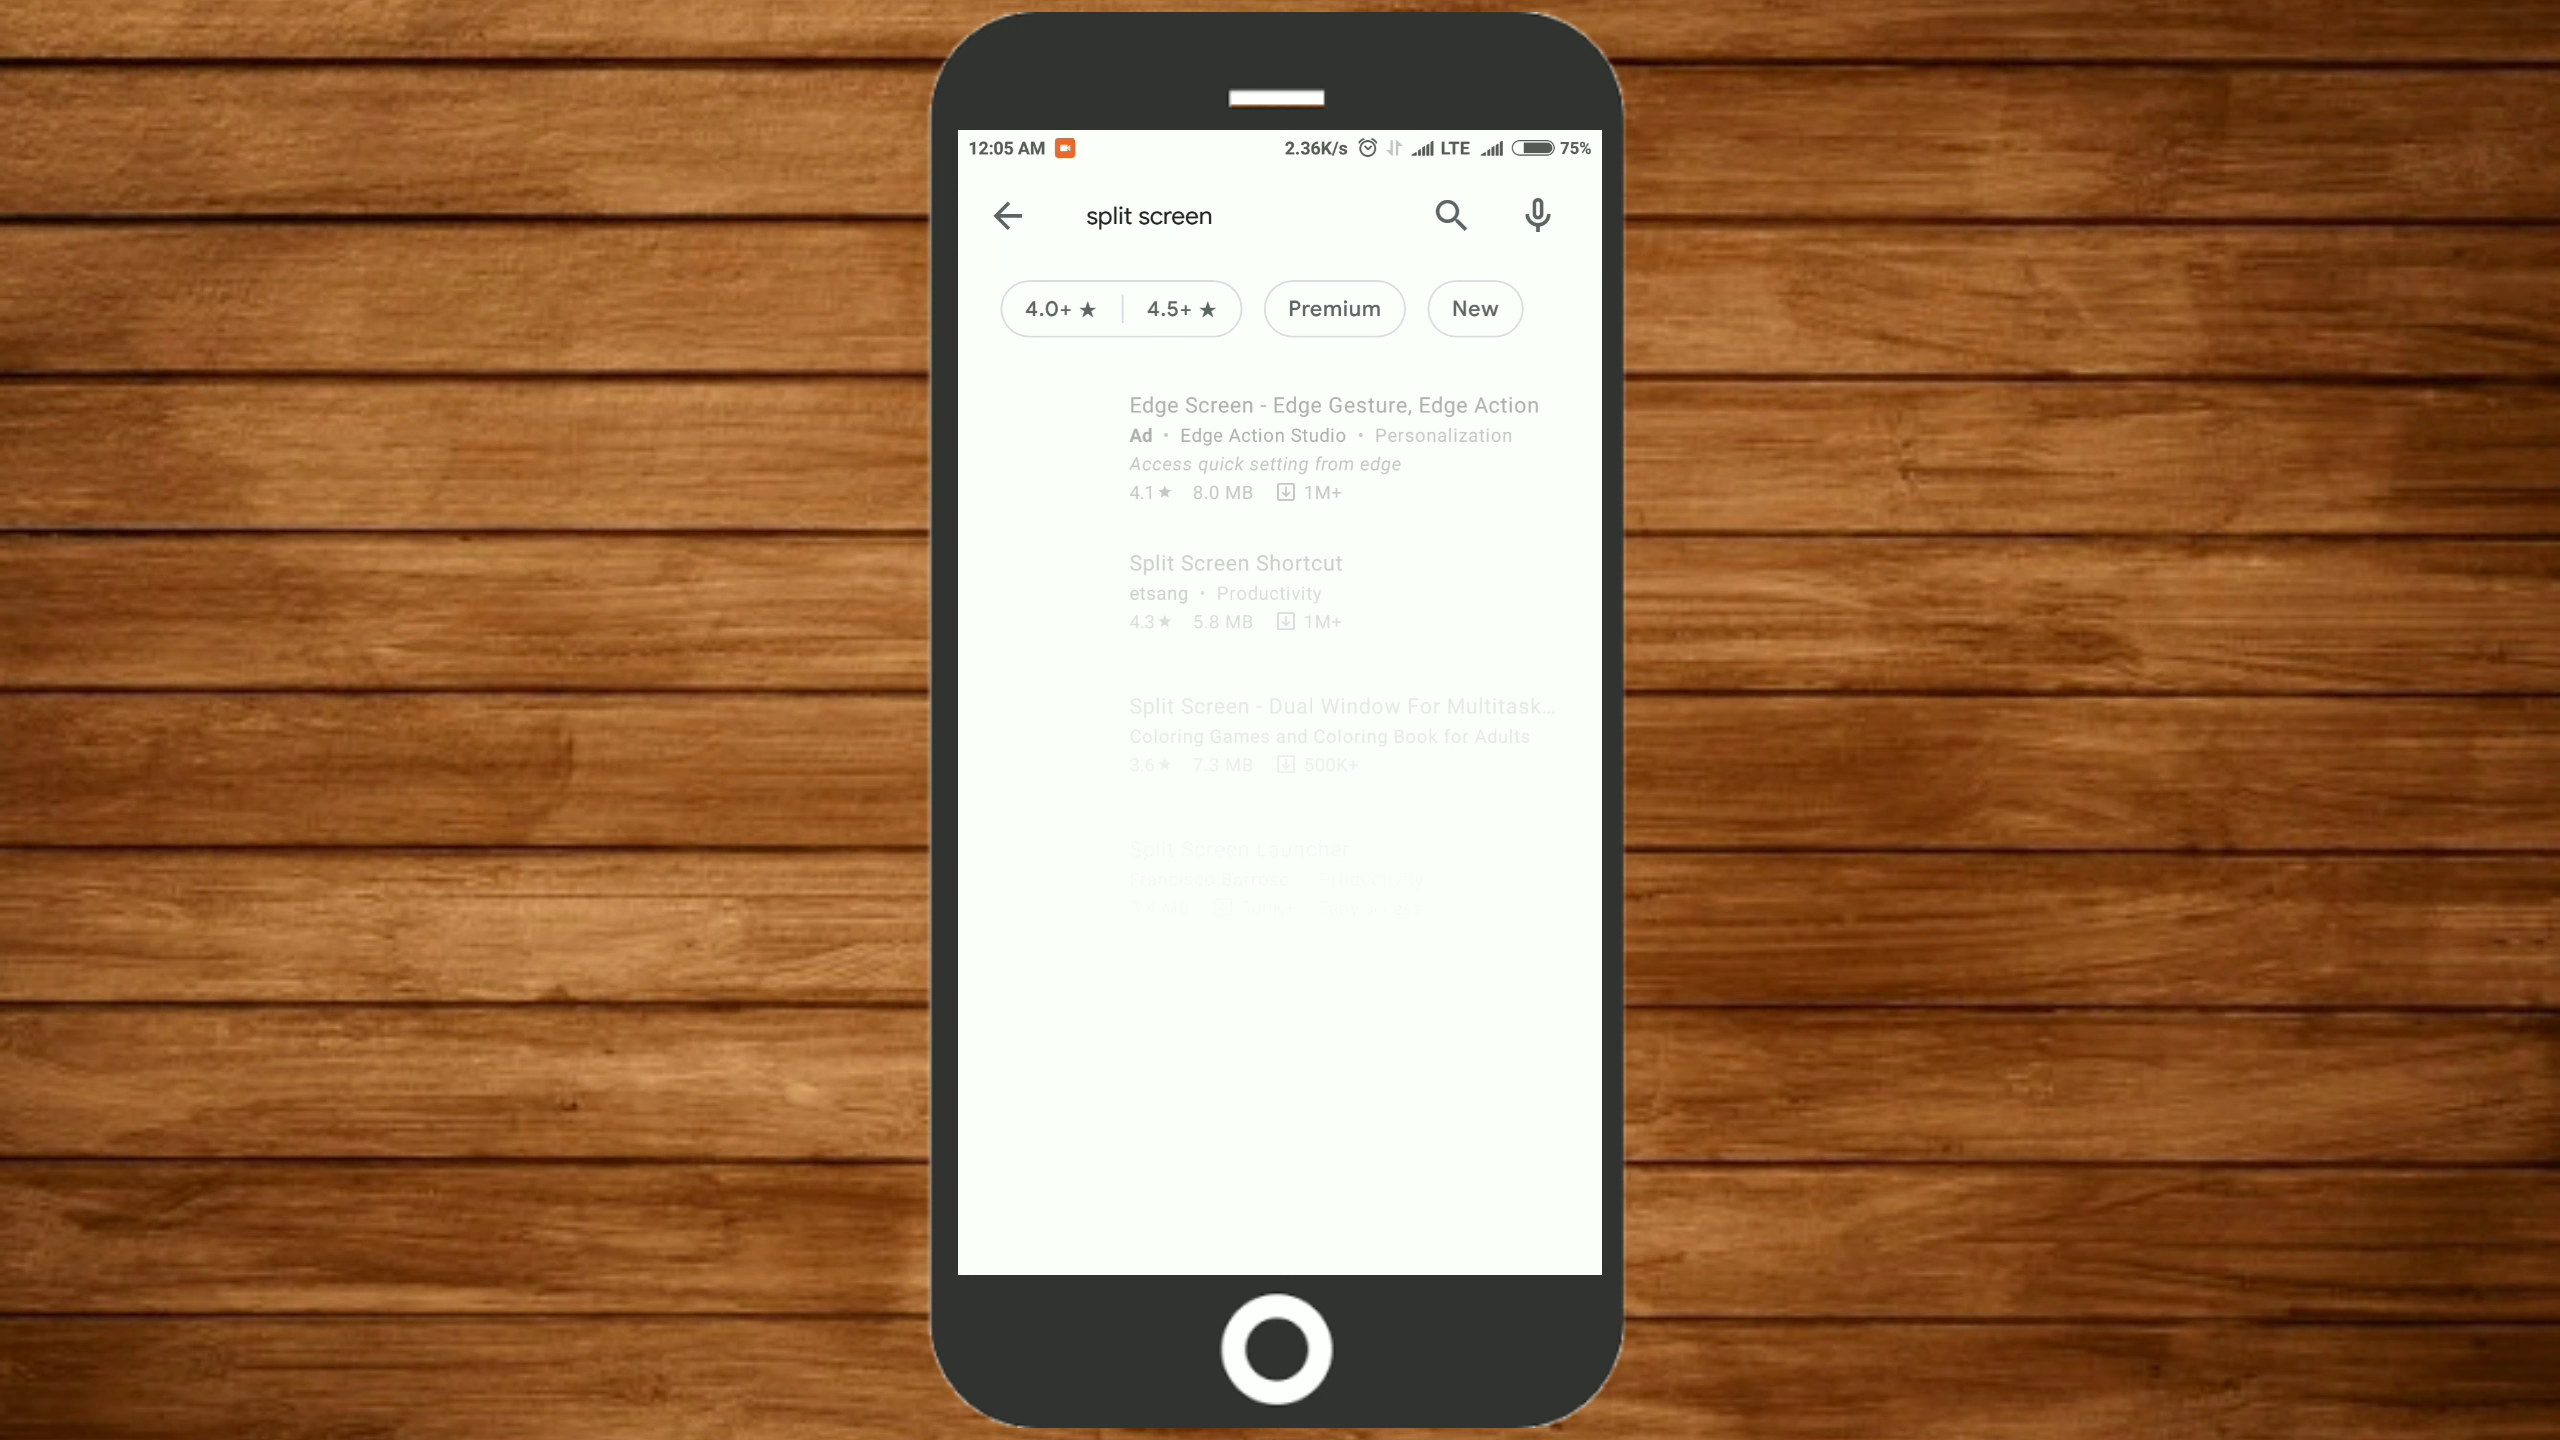 12:05 AM 2.36K/s LTE 75%
split screen
4.0+ ★ 4.5+ ★ Premium New
Edge Screen - Edge Gesture, Edge Action
Ad • Edge Action Studio • Personalization
Access quick setting from edge
4.1★ 8.0 MB 1M+
Split Screen Shortcut
etsang • Productivity
4.3★ 5.8 MB 1M+
Split Screen - Dual Window For Multitask...
Coloring Games and Coloring Book for Adults
3.6★ 7.3 MB 500K+
Split Screen Launcher
Francisco Barroso Productivity